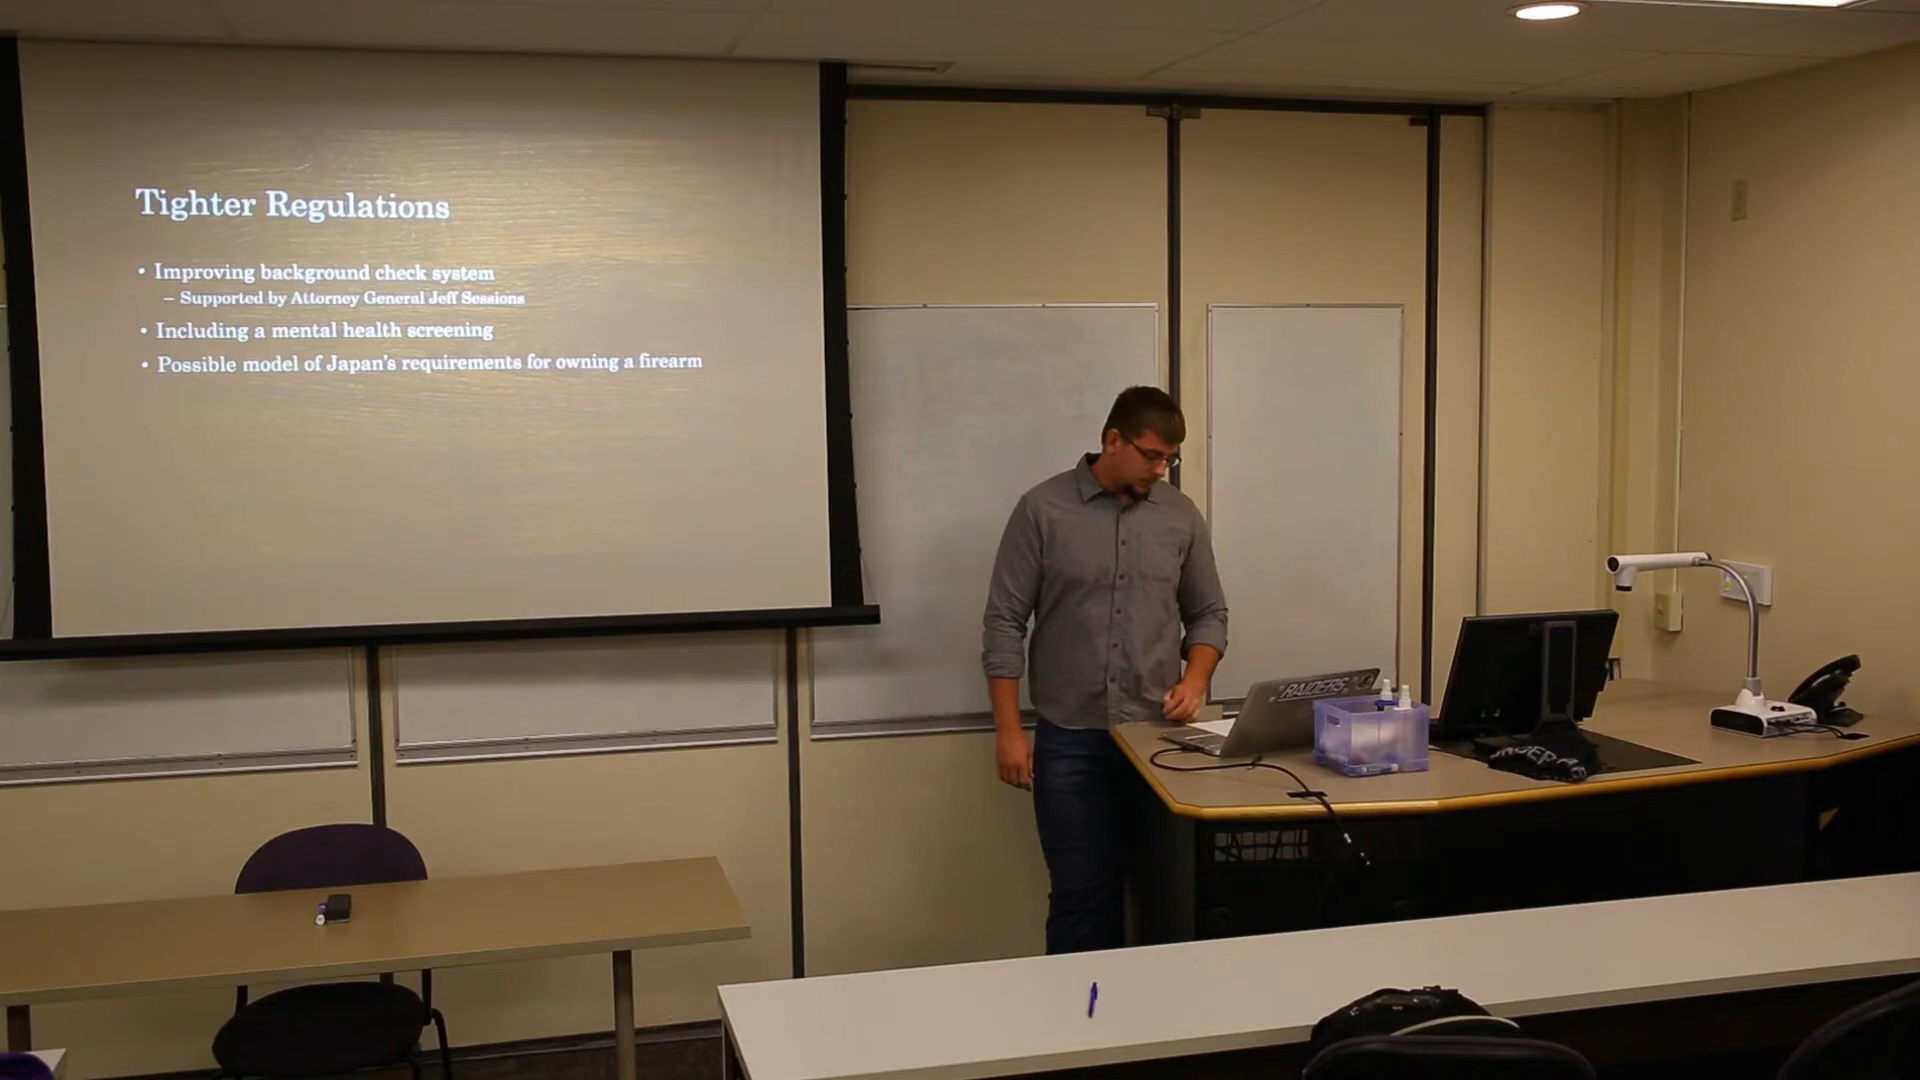 Tighter Regulations
• Improving background check system
– Supported by Attorney General Jeff Sessions
• Including a mental health screening
• Possible model of Japan's requirements for owning a firearm
RAIDERS